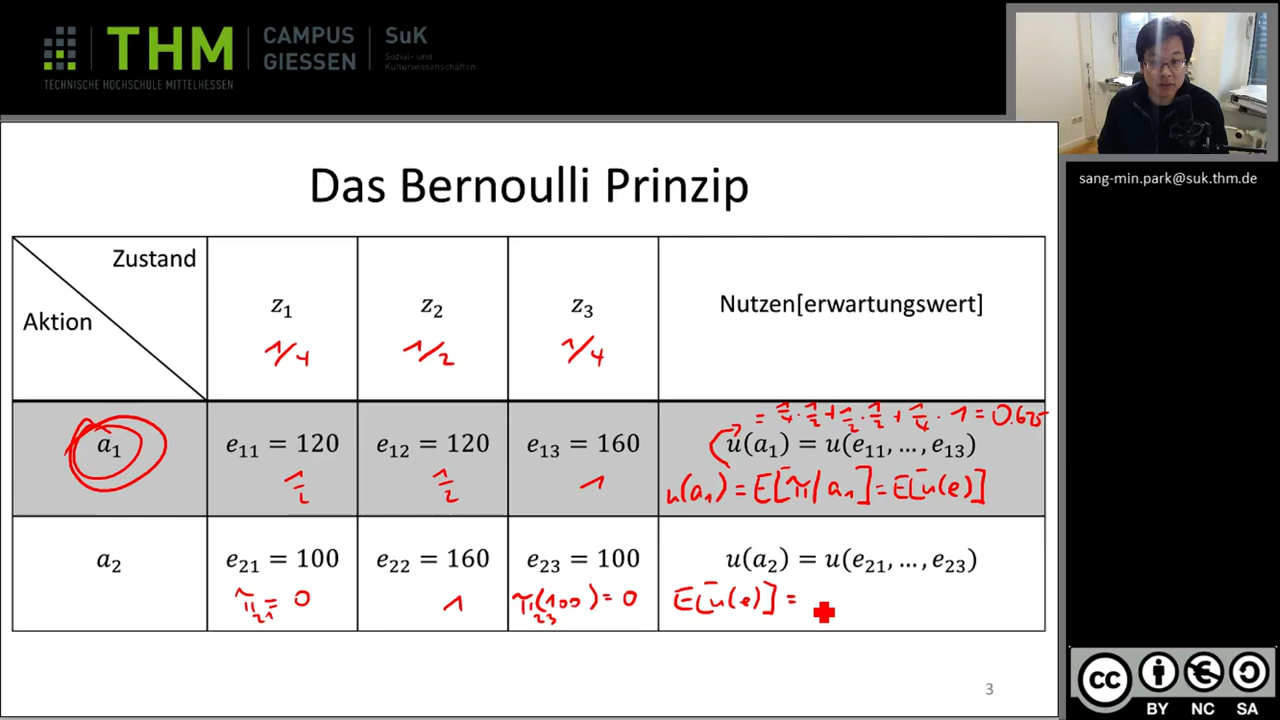 THM
TECHNISCHE HOCHSCHULE MITTELHESSEN
CAMPUS
GIESSEN
SuK
Sozial- und
Kulturwissenschaften
sang-min.park@suk.thm.de
Das Bernoulli Prinzip
Zustand
Aktion
z₁
z₂
z₃
Nutzen[erwartungswert]
1/4
1/2
1/4
= 1/4 · 1/2 + 1/2 · 1/2 + 1/4 · 1 = 0.625
a₁
e₁₁ = 120
e₁₂ = 120
e₁₃ = 160
u(a₁) = u(e₁₁, …, e₁₃)
1/2
1/2
1
u(a₁) = E[π̃|a₁] = E[ū(e)]
a₂
e₂₁ = 100
e₂₂ = 160
e₂₃ = 100
u(a₂) = u(e₂₁, …, e₂₃)
π̃₂₁ = 0
1
π̃₂₃(100) = 0
E[ū(e)] =
3
cc
BY NC SA